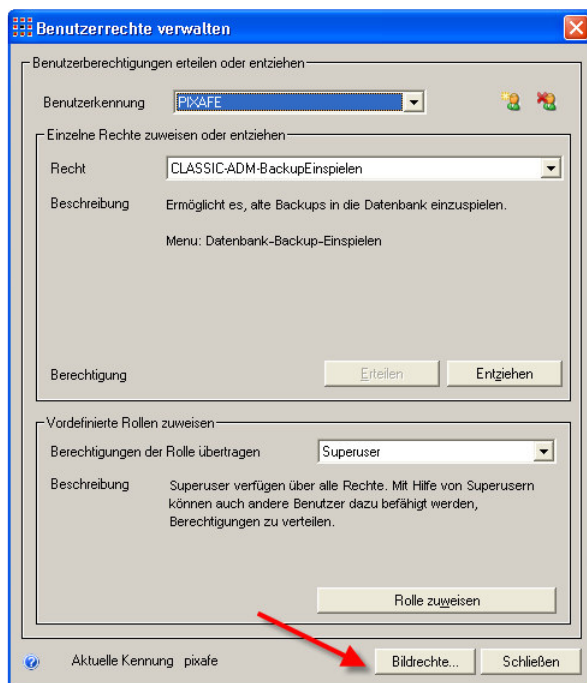 Benutzerrechte verwalten
Benutzerberechtigungen erteilen oder entziehen
Benutzerkennung PIXAFE
Einzelne Rechte zuweisen oder entziehen
Recht CLASSIC-ADM-BackupEinspielen
Beschreibung Ermöglicht es, alte Backups in die Datenbank einzuspielen.
Menu: Datenbank-Backup-Einspielen
Berechtigung Erteilen Entziehen
Vordefinierte Rollen zuweisen
Berechtigungen der Rolle übertragen Superuser
Beschreibung Superuser verfügen über alle Rechte. Mit Hilfe von Superusern
können auch andere Benutzer dazu befähigt werden,
Berechtigungen zu verteilen.
Rolle zuweisen
Aktuelle Kennung pixafe Bildrechte... Schließen